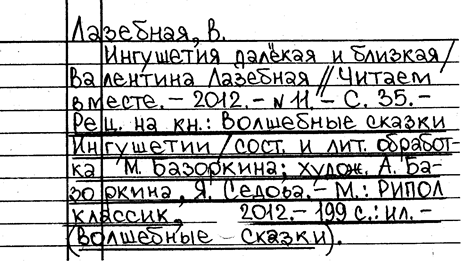 Лазебная, В.
Ингушетия далёкая и близкая /
Валентина Лазебная // Читаем
вместе. – 2012. – N 11. – С. 35. –
Рец. на кн.: Волшебные сказки
Ингушетии / сост. и лит. обработ-
ка М. Базоркина; худож. А. Ба-
зоркина, Я. Седова. – М.: РИПОЛ
классик, 2012. – 199 с.: ил. –
(Волшебные сказки).